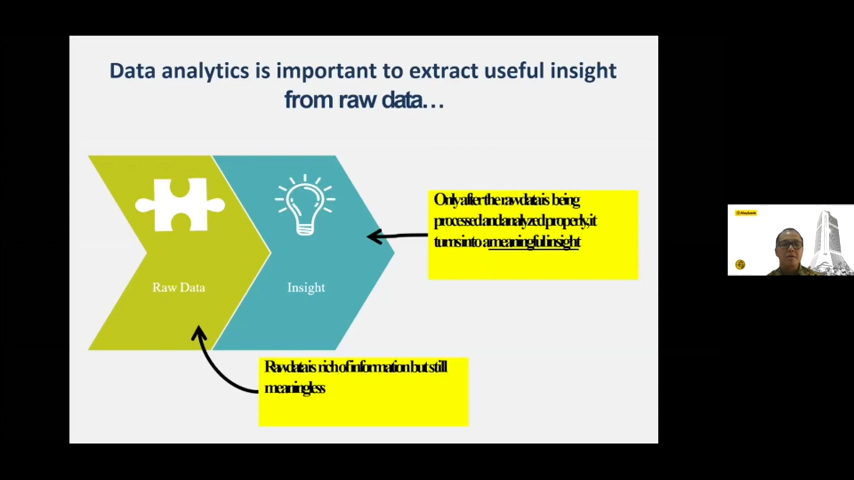 Data analytics is important to extract useful insight
from raw data…
Only after the raw data is being
processed and analyzed properly, it
turns into a meaningful insight
Raw Data
Insight
Raw data is rich of information but still
meaningless